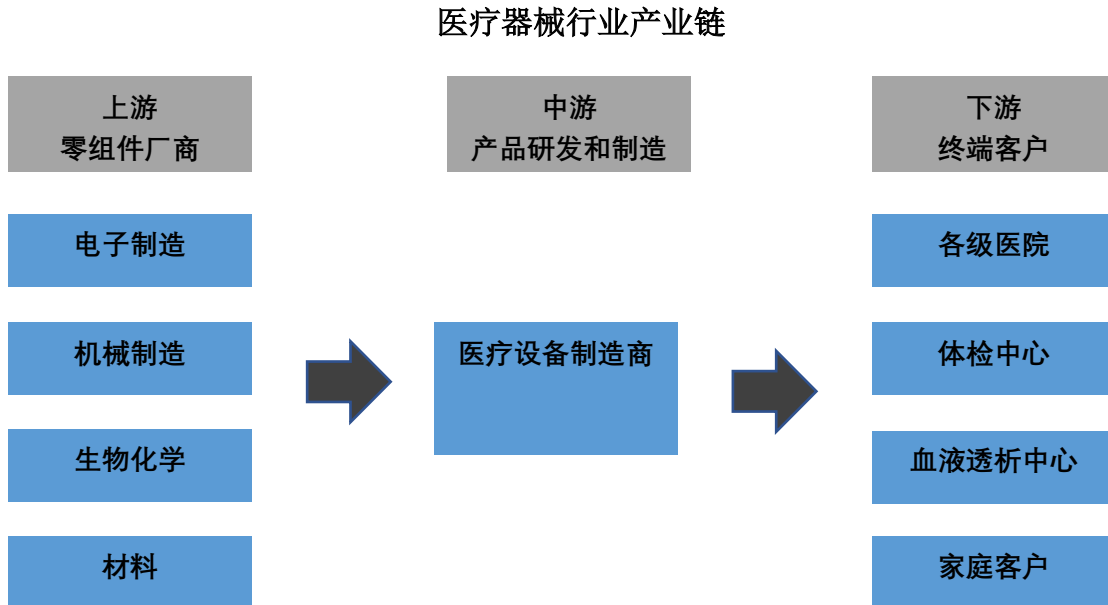 医疗器械行业产业链
上游
零组件厂商
中游
产品研发和制造
下游
终端客户
电子制造
机械制造
生物化学
材料
医疗设备制造商
各级医院
体检中心
血液透析中心
家庭客户